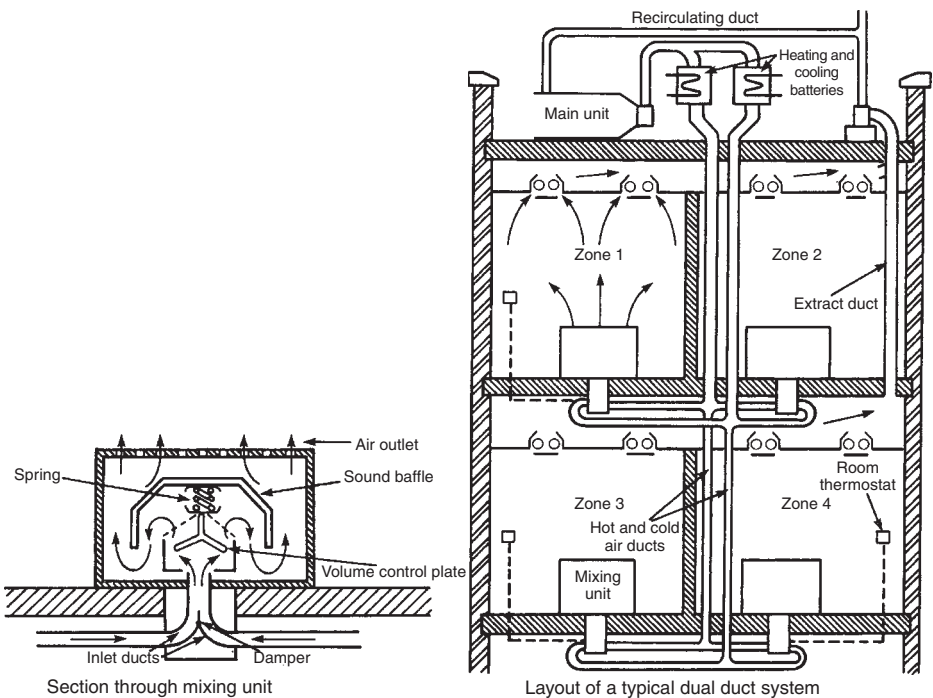 Recirculating duct
Heating and
cooling
batteries
Main unit
Zone 1
Zone 2
Extract duct
Air outlet
Spring
Sound baffle
Room
thermostat
Zone 3
Zone 4
Hot and cold
air ducts
Volume control plate
Mixing
unit
Inlet ducts
Damper
Section through mixing unit
Layout of a typical dual duct system